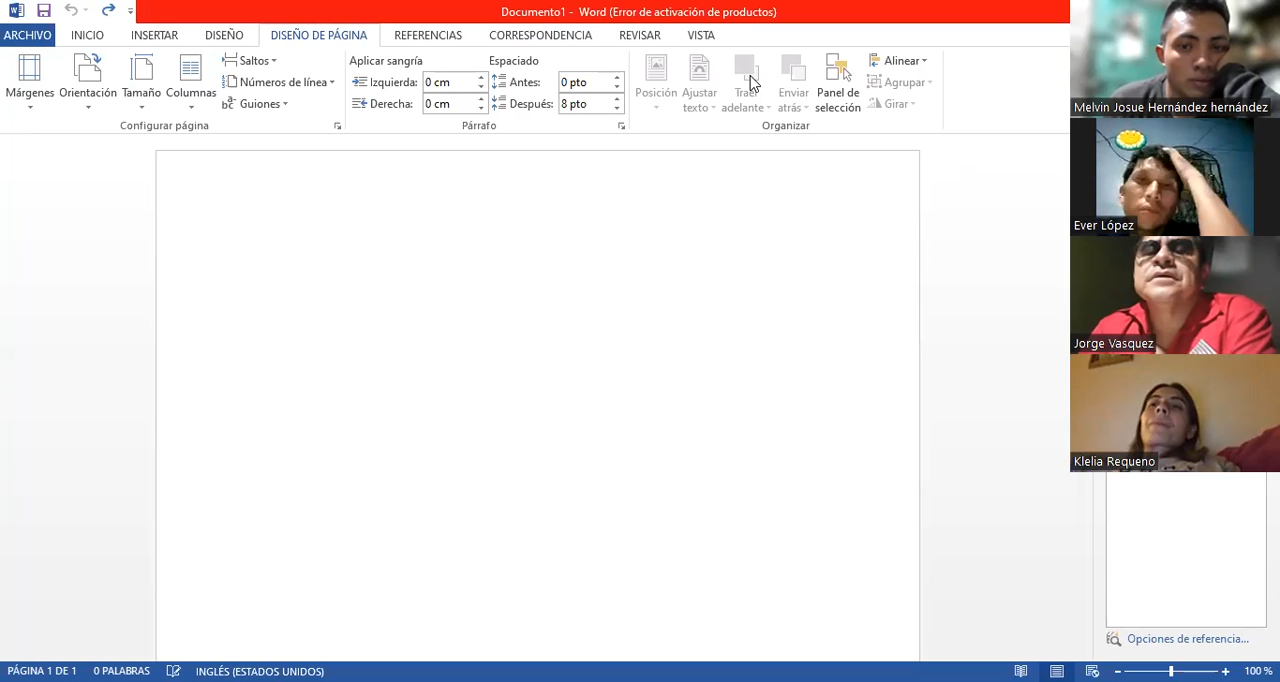 Documento1 - Word (Error de activación de productos)
ARCHIVO INICIO INSERTAR DISEÑO DISEÑO DE PÁGINA REFERENCIAS CORRESPONDENCIA REVISAR VISTA
Márgenes
Orientación
Tamaño
Columnas
Saltos
Números de línea
Guiones
Configurar página
Aplicar sangría
Izquierda: 0 cm
Derecha: 0 cm
Espaciado
Antes: 0 pto
Después: 8 pto
Párrafo
Posición
Ajustar
texto
Traer
adelante
Enviar
atrás
Panel de
selección
Alinear
Agrupar
Girar
Organizar
Melvin Josue Hernández hernández
Ever López
Jorge Vasquez
Klelia Requeno
Opciones de referencia...
PÁGINA 1 DE 1 0 PALABRAS INGLÉS (ESTADOS UNIDOS) 100 %